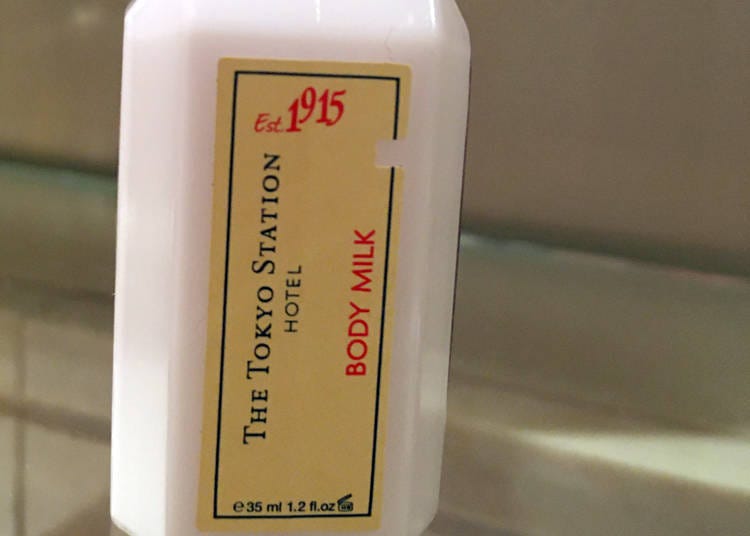 Est. 1915
THE TOKYO STATION
HOTEL
BODY MILK
℮ 35 ml 1.2 fl.oz